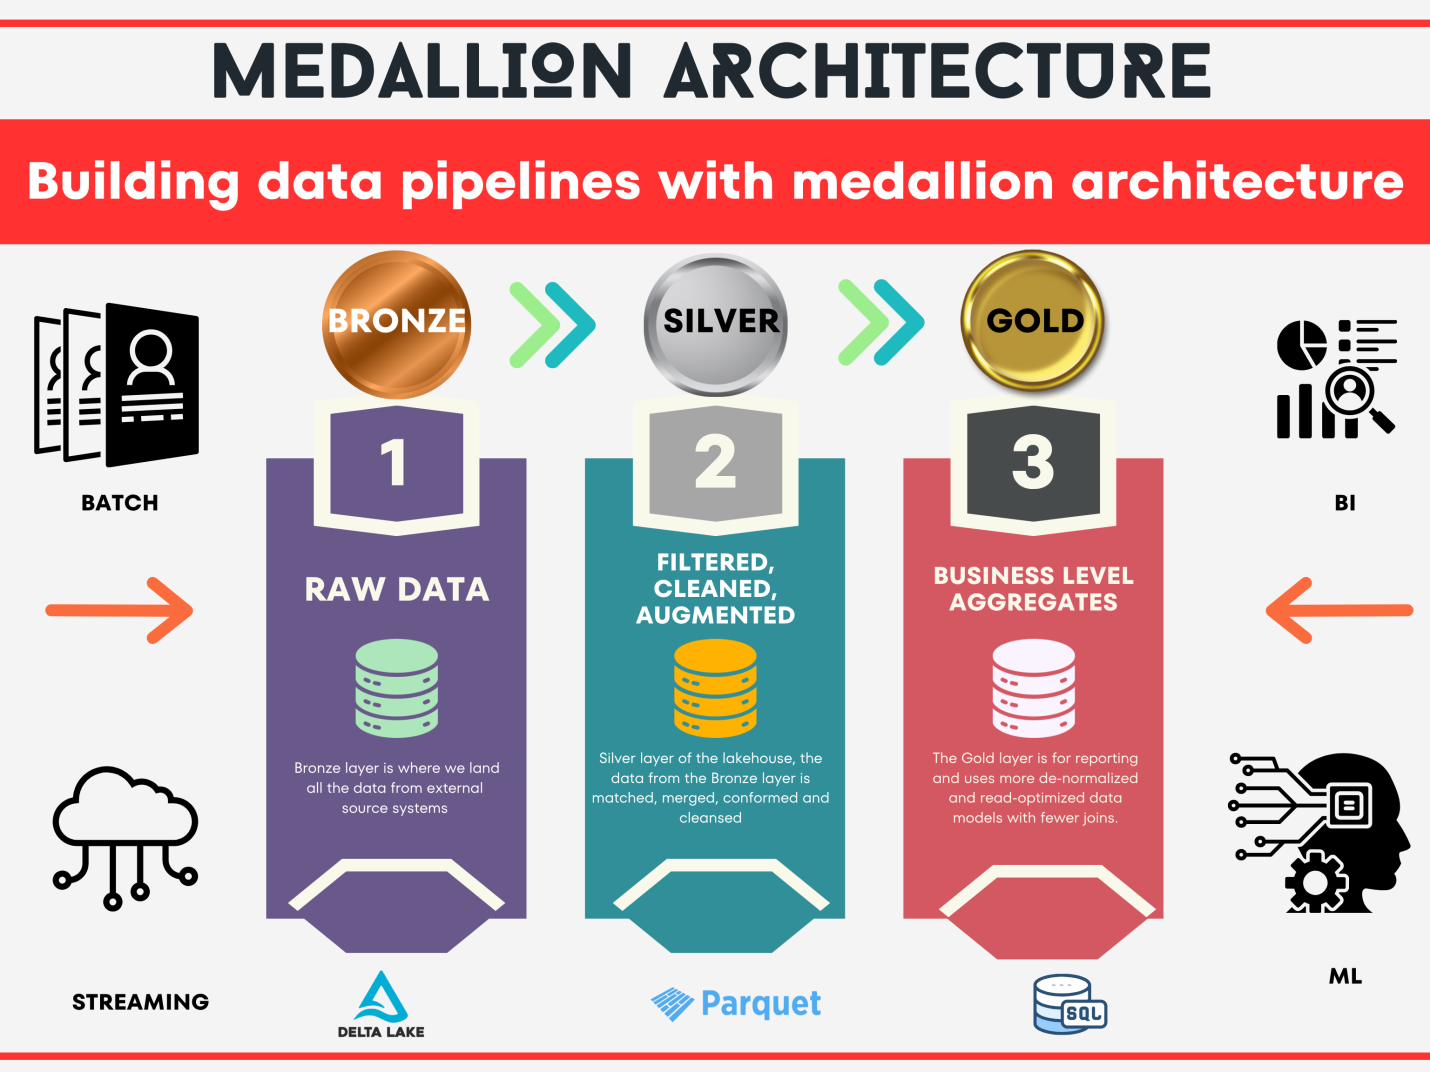 MEDALLION ARCHITECTURE
Building data pipelines with medallion architecture
BRONZE
SILVER
GOLD
BATCH
STREAMING
1
RAW DATA
Bronze layer is where we land
all the data from external
source systems
DELTA LAKE
2
FILTERED,
CLEANED,
AUGMENTED
Silver layer of the lakehouse, the
data from the Bronze layer is
matched, merged, conformed and
cleansed
Parquet
3
BUSINESS LEVEL
AGGREGATES
The Gold layer is for reporting
and uses more de-normalized
and read-optimized data
models with fewer joins.
SQL
BI
ML